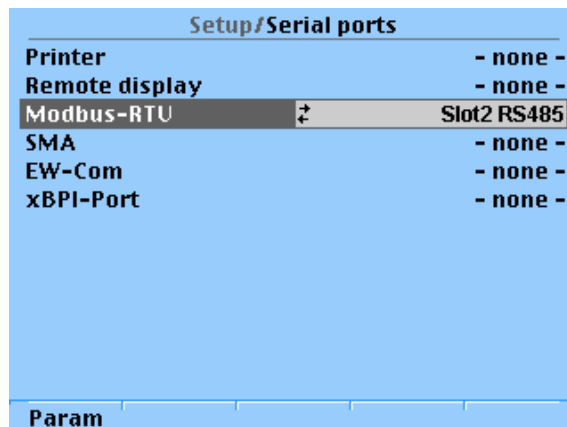 Setup/Serial ports
Printer - none -
Remote display - none -
Modbus-RTU Slot2 RS485
SMA - none -
EW-Com - none -
xBPI-Port - none -
Param